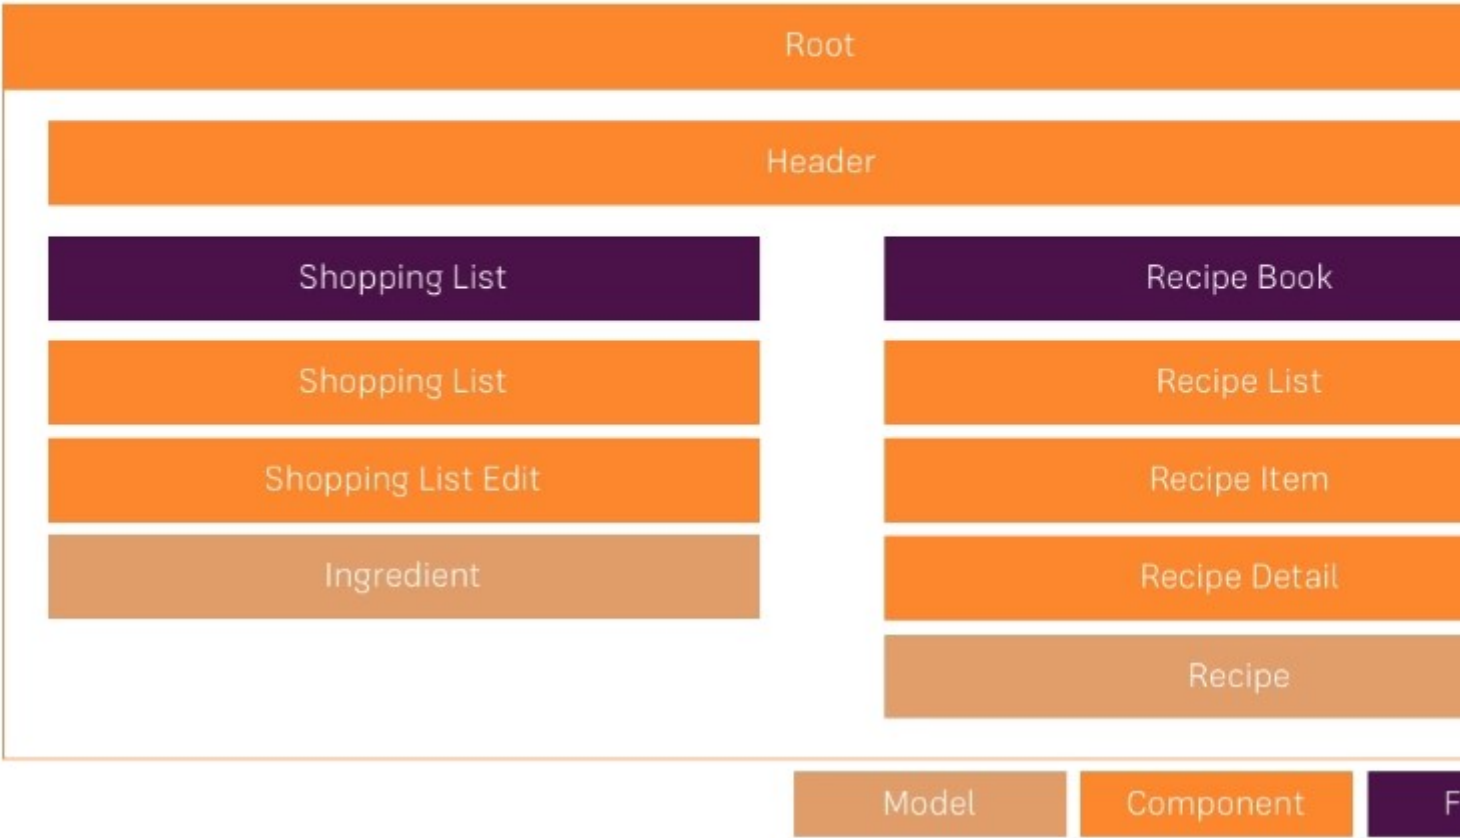 Root
Header
Shopping List
Recipe Book
Shopping List
Recipe List
Shopping List Edit
Recipe Item
Ingredient
Recipe Detail
Recipe
Model
Component